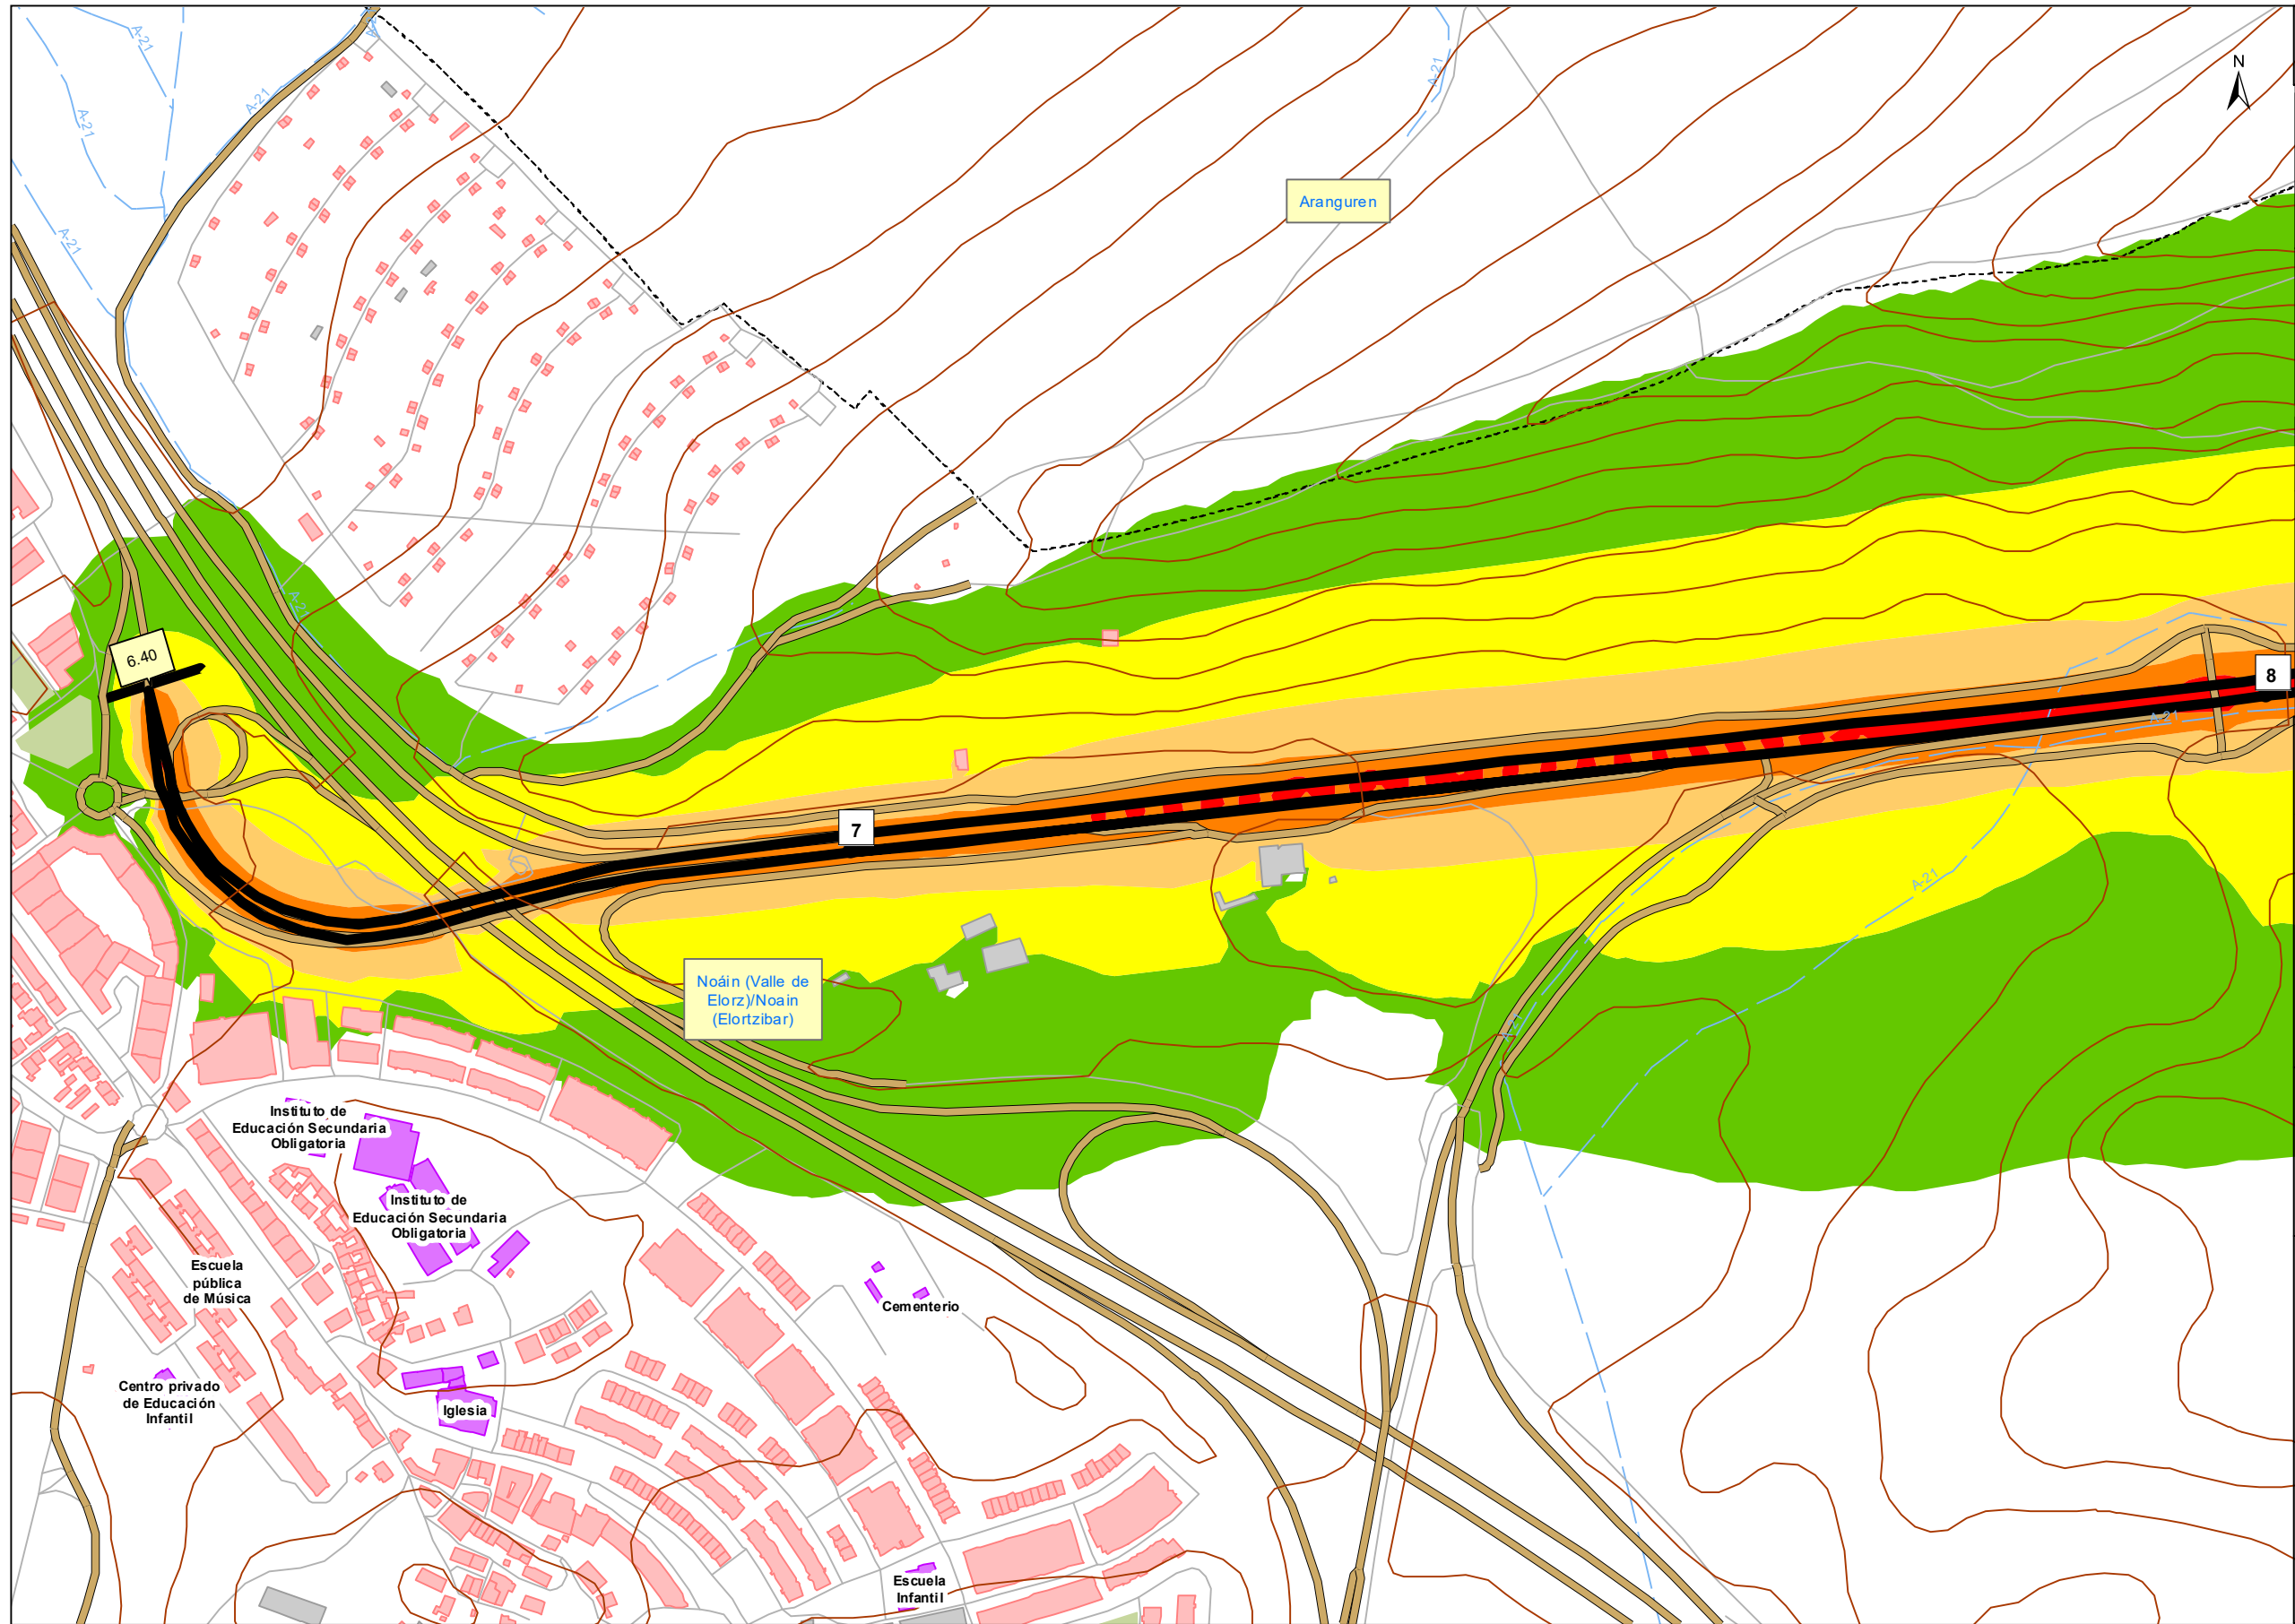 A-21
A-21
A-21
A-21
A-21
A-21
N
Aranguren
A-21
6.40
8
A-21
7
A-21
Noáin (Valle de
Elorz)/Noain
(Elortzibar)
Instituto de
Educación Secundaria
Obligatoria
Instituto de
Educación Secundaria
Obligatoria
Escuela
pública
de Música
Cementerio
Centro privado
de Educación
Infantil
Iglesia
Escuela
Infantil